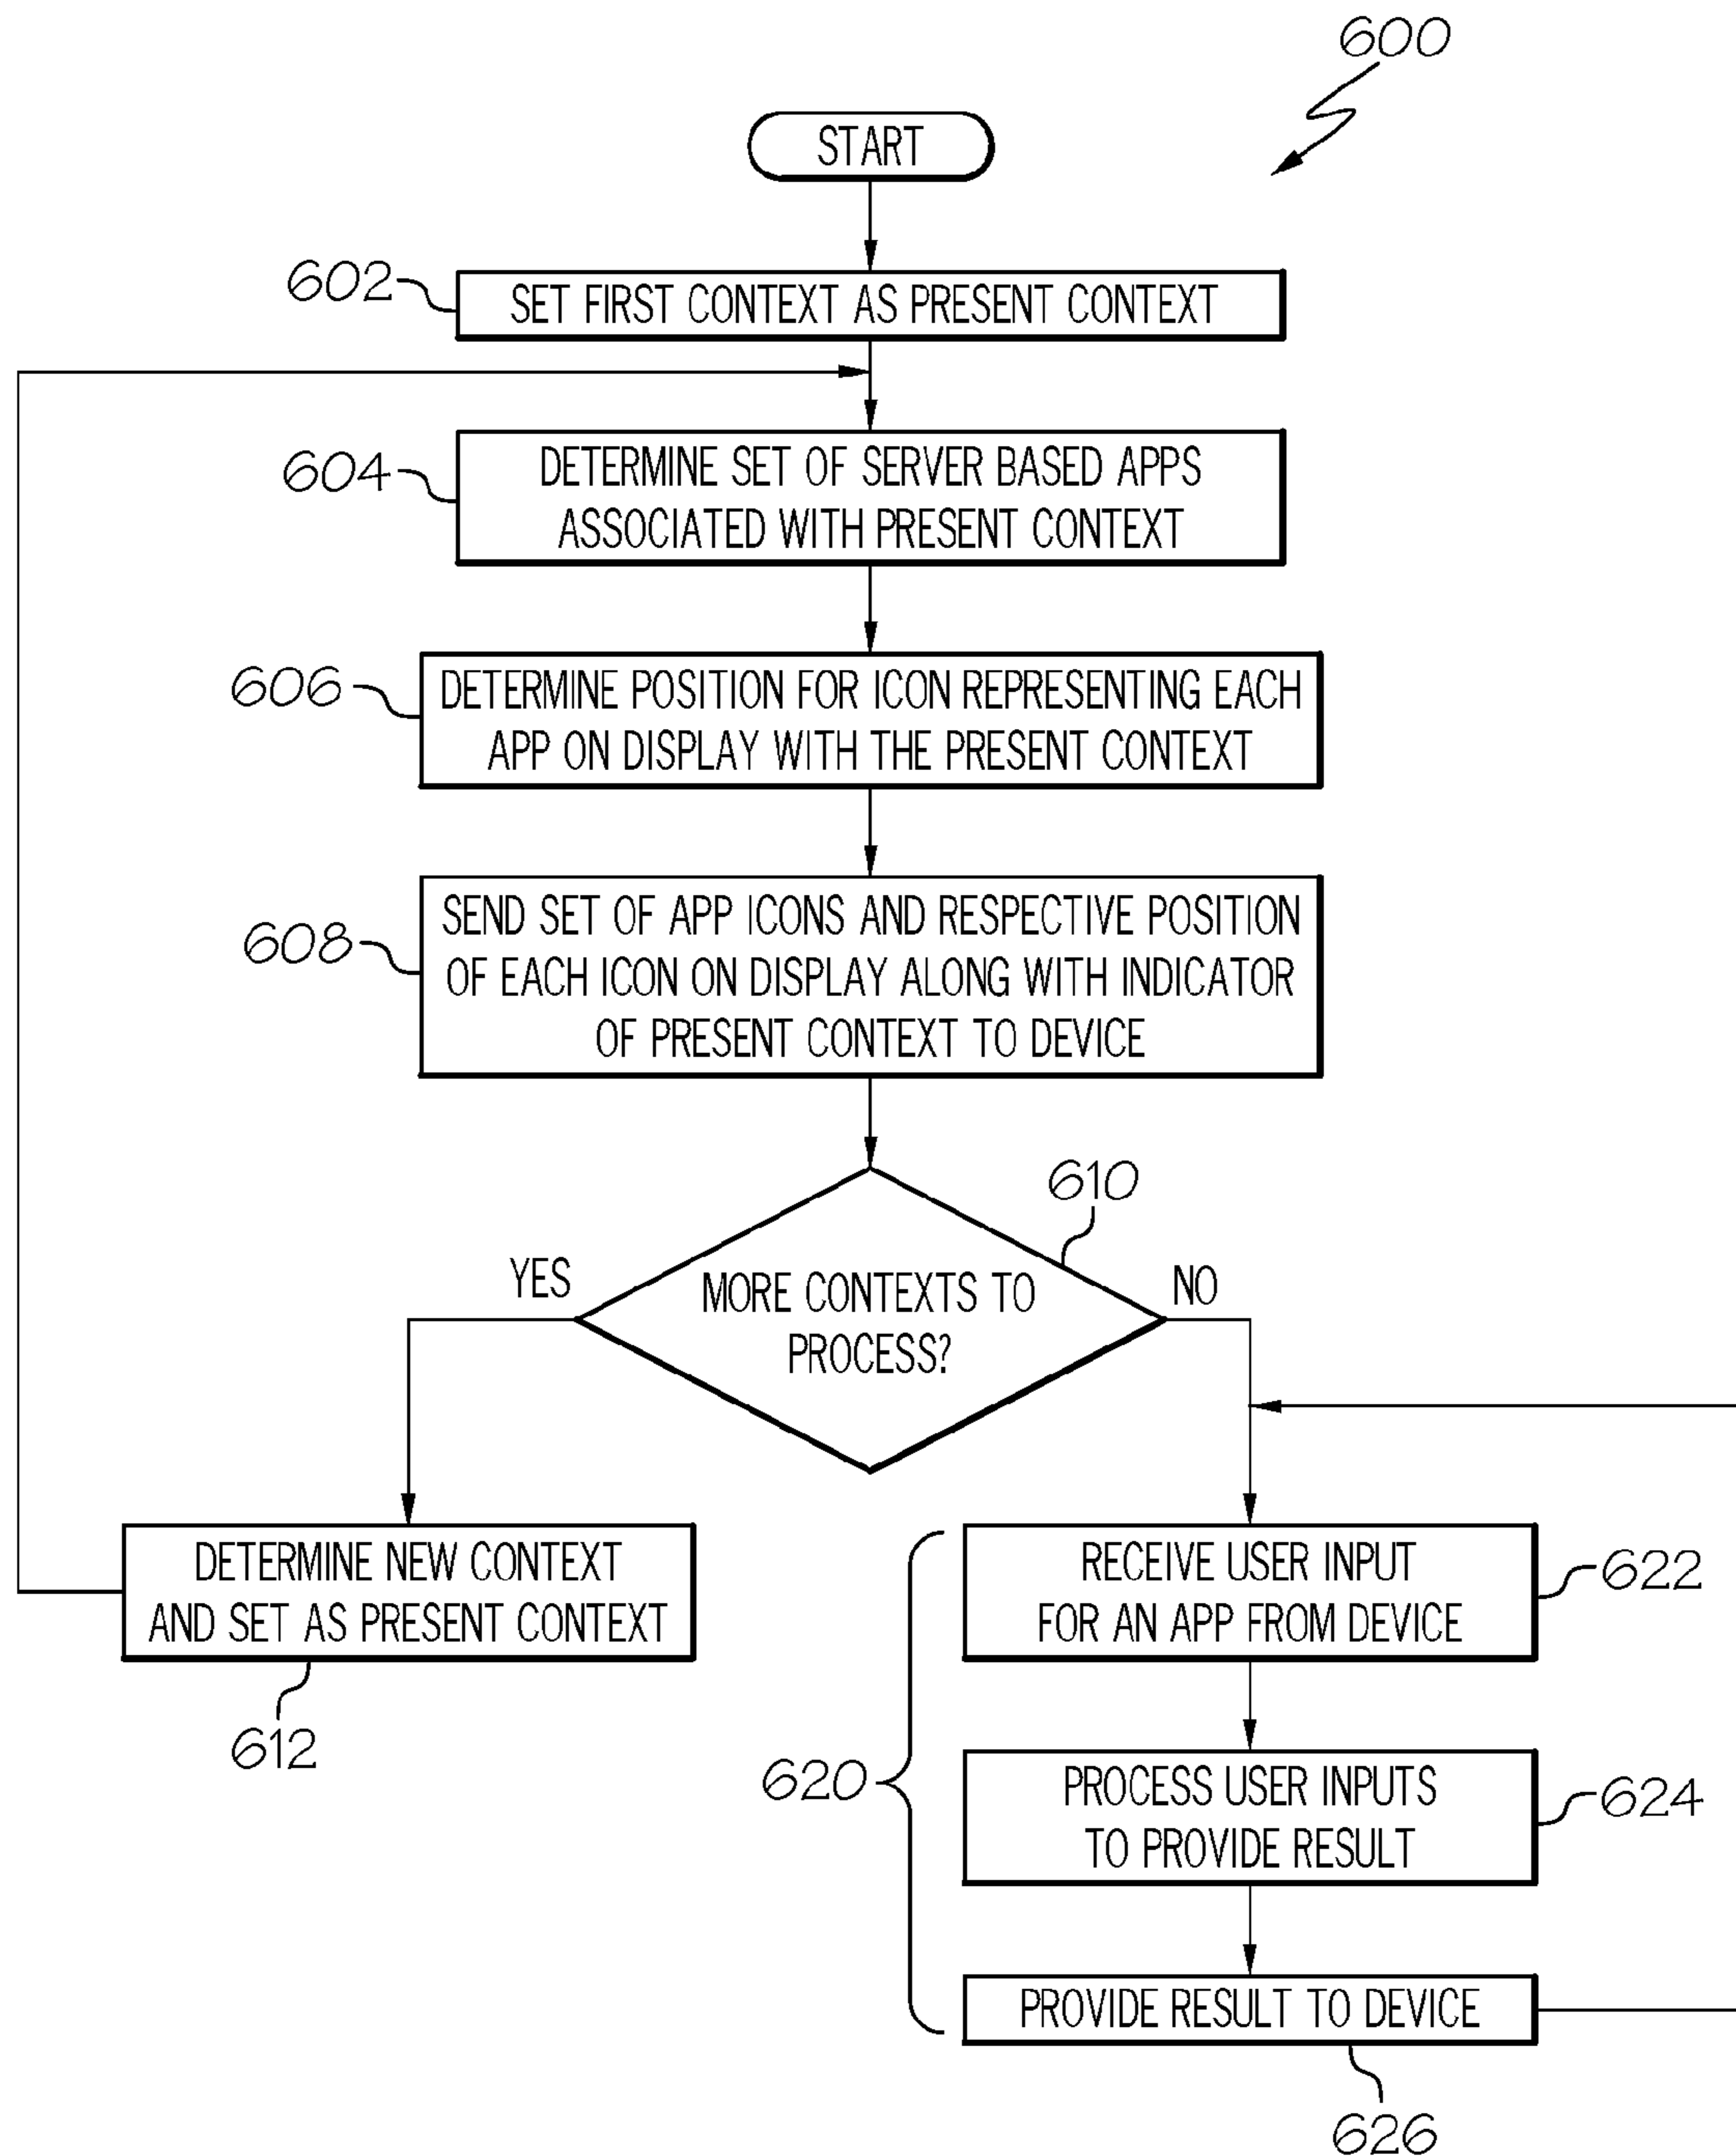 600
START
602
SET FIRST CONTEXT AS PRESENT CONTEXT
604
DETERMINE SET OF SERVER BASED APPS
ASSOCIATED WITH PRESENT CONTEXT
606
DETERMINE POSITION FOR ICON REPRESENTING EACH
APP ON DISPLAY WITH THE PRESENT CONTEXT
608
SEND SET OF APP ICONS AND RESPECTIVE POSITION
OF EACH ICON ON DISPLAY ALONG WITH INDICATOR
OF PRESENT CONTEXT TO DEVICE
610
YES
MORE CONTEXTS TO
PROCESS?
NO
DETERMINE NEW CONTEXT
AND SET AS PRESENT CONTEXT
612
620
RECEIVE USER INPUT
FOR AN APP FROM DEVICE
622
PROCESS USER INPUTS
TO PROVIDE RESULT
624
PROVIDE RESULT TO DEVICE
626